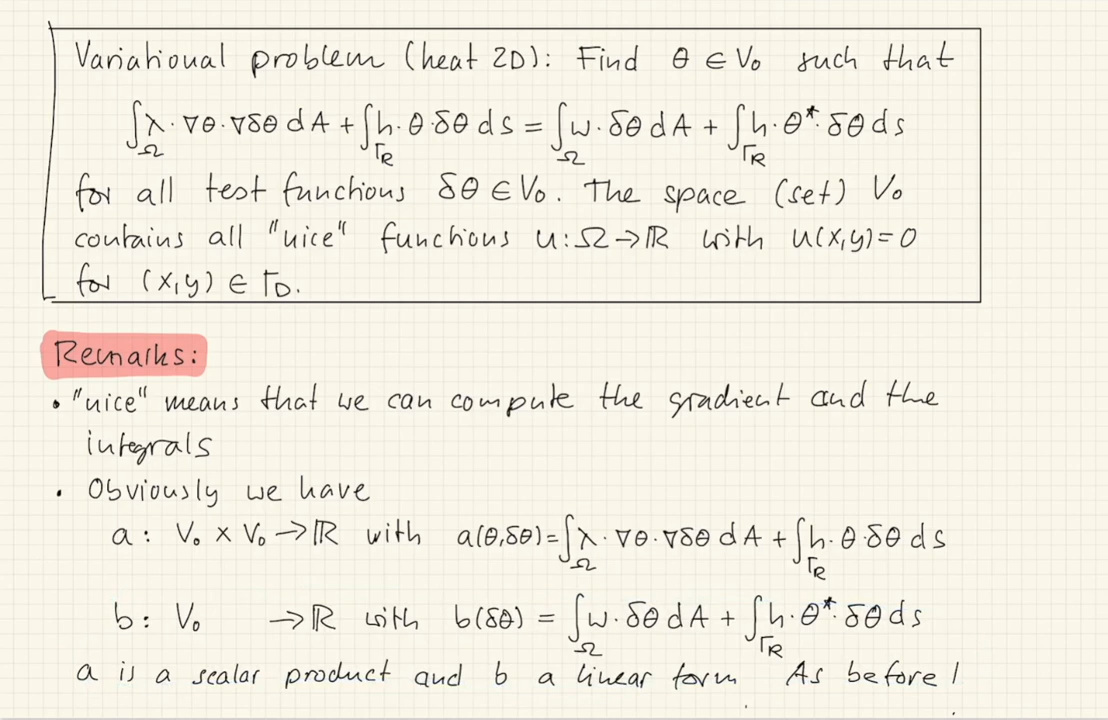 Variational problem (heat 2D): Find θ ∈ V₀ such that
∫_Ω λ·∇θ·∇δθ dA + ∫_Γ_R h·θ·δθ ds = ∫_Ω w·δθ dA + ∫_Γ_R h·θ*·δθ ds
for all test functions δθ ∈ V₀. The space (set) V₀
contains all "nice" functions u: Ω → ℝ with u(x,y)=0
for (x,y) ∈ Γ_D.
Remarks:
• "nice" means that we can compute the gradient and the
integrals
• Obviously we have
a: V₀ × V₀ → ℝ with a(θ,δθ) = ∫_Ω λ·∇θ·∇δθ dA + ∫_Γ_R h·θ·δθ ds
b: V₀ → ℝ with b(δθ) = ∫_Ω w·δθ dA + ∫_Γ_R h·θ*·δθ ds
a is a scalar product and b a linear form As before!